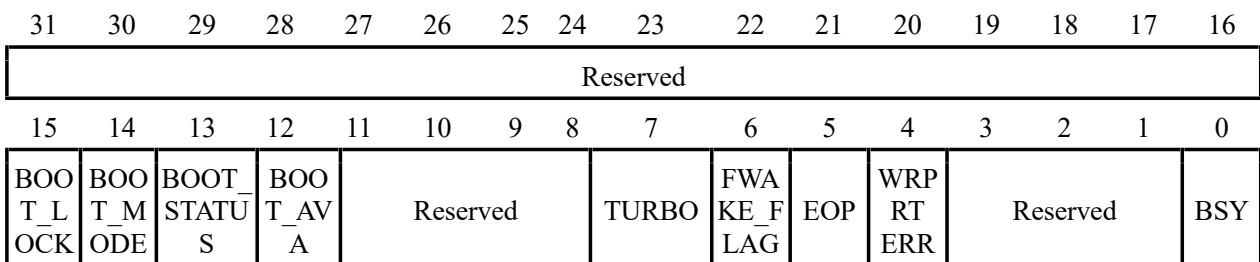 31 30 29 28 27 26 25 24 23 22 21 20 19 18 17 16
Reserved
15 14 13 12 11 10 9 8 7 6 5 4 3 2 1 0
BOO BOO BOOT_ BOO FWA WRP
T_L T_M STATU T_AV Reserved TURBO KE_F EOP RT Reserved BSY
OCK ODE S A LAG ERR